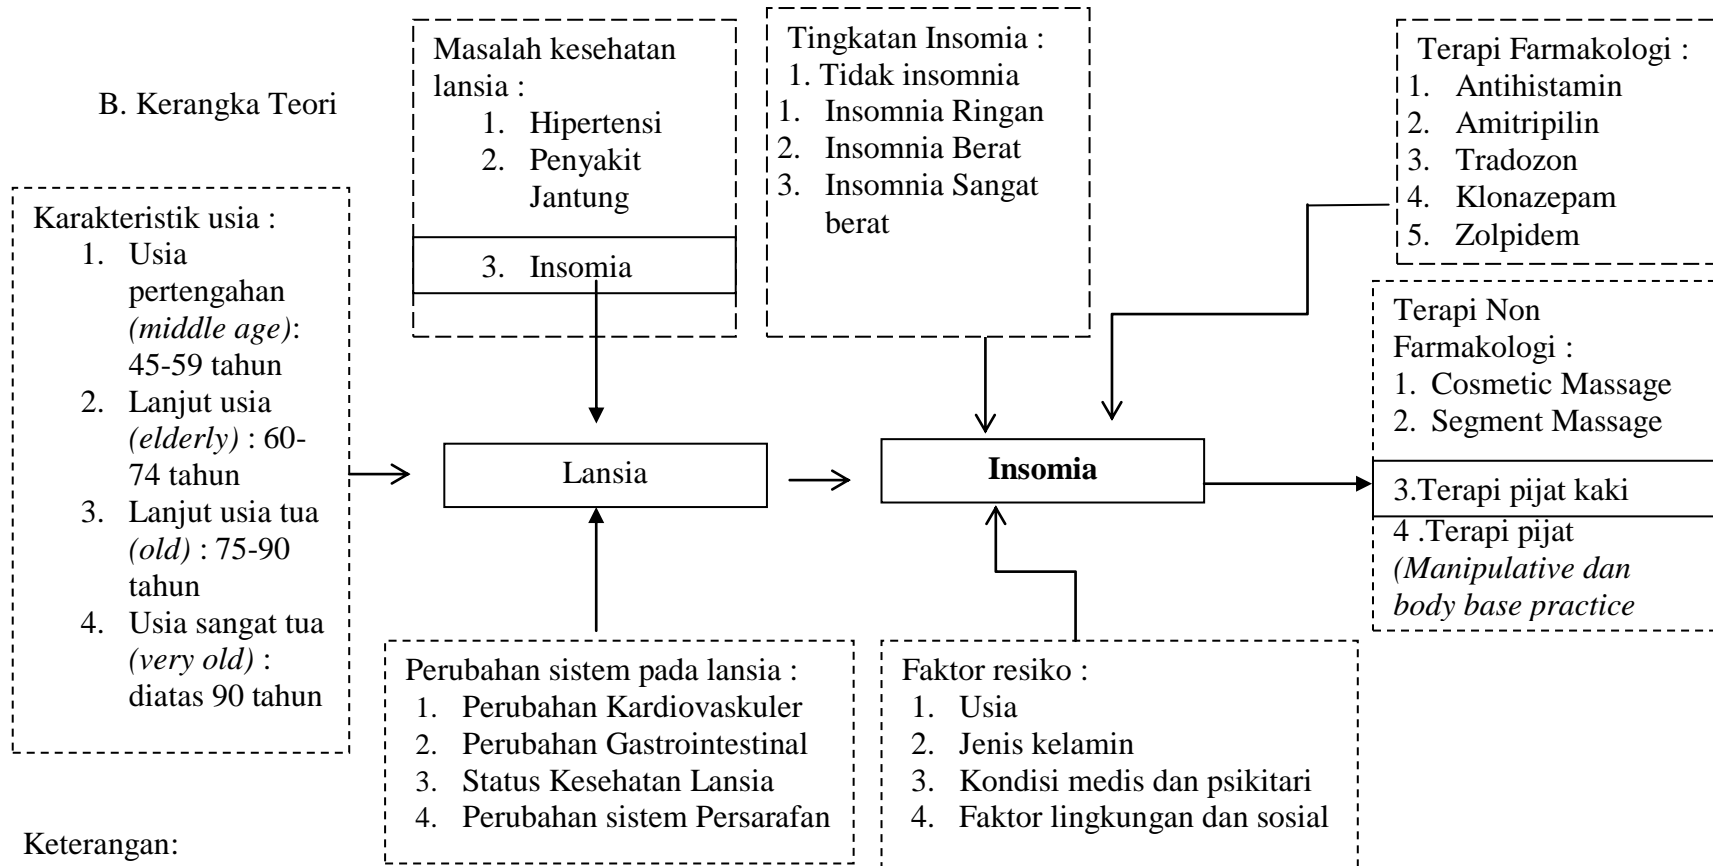 B. Kerangka Teori
Karakteristik usia :
1. Usia
pertengahan
(middle age):
45-59 tahun
2. Lanjut usia
(elderly) : 60-
74 tahun
3. Lanjut usia tua
(old) : 75-90
tahun
4. Usia sangat tua
(very old) :
diatas 90 tahun
Masalah kesehatan
lansia :
1. Hipertensi
2. Penyakit
Jantung
3. Insomia
Tingkatan Insomia :
1. Tidak insomnia
1. Insomnia Ringan
2. Insomnia Berat
3. Insomnia Sangat
berat
Terapi Farmakologi :
1. Antihistamin
2. Amitripilin
3. Tradozon
4. Klonazepam
5. Zolpidem
Lansia
Insomia
Terapi Non
Farmakologi :
1. Cosmetic Massage
2. Segment Massage
3.Terapi pijat kaki
4 .Terapi pijat
(Manipulative dan
body base practice
Perubahan sistem pada lansia :
1. Perubahan Kardiovaskuler
2. Perubahan Gastrointestinal
3. Status Kesehatan Lansia
4. Perubahan sistem Persarafan
Faktor resiko :
1. Usia
2. Jenis kelamin
3. Kondisi medis dan psikitari
4. Faktor lingkungan dan sosial
Keterangan: